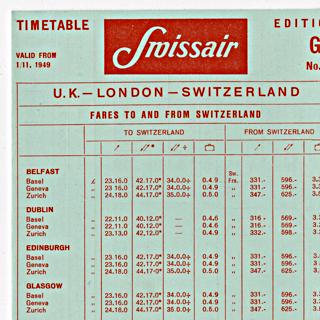 TIMETABLE
EDITI
Swissair
G
VALID FROM
1/11. 1949
No.
U.K.—LONDON—SWITZERLAND
FARES TO AND FROM SWITZERLAND
TO SWITZERLAND FROM SWITZERLAND
BELFAST Sw.
Basel £ 23.16.0 42.17.0* 34.0.0÷ 0.4.9 Frs. 331.- 596.-
Geneva „ 23.16.0 42.17.0* 34.0.0÷ 0.4.9 „ 331.- 596.-
Zurich „ 24.18.0 44.17.0* 35.0.0÷ 0.5.0 „ 347.- 625.-
DUBLIN
Basel „ 22.11.0 40.12.0* — 0.4.6 „ 316.- 569.-
Geneva „ 22.11.0 40.12.0* — 0.4.6 „ 316.- 569.-
Zurich „ 23.13.0 42.12.0* — 0.4.9 „ 332.- 598.-
EDINBURGH
Basel „ 23.16.0 42.17.0* 34.0.0÷ 0.4.9 „ 331.- 596.-
Geneva „ 23.16.0 42.17.0* 34.0.0÷ 0.4.9 „ 331.- 596.-
Zurich „ 24.18.0 44.17.0* 35.0.0÷ 0.5.0 „ 347.- 625.-
GLASGOW
Basel „ 23.16.0 42.17.0* 34.0.0÷ 0.4.9 „ 331.- 596.-
Geneva „ 23.16.0 42.17.0* 34.0.0÷ 0.4.9 „ 331.- 596.-
Zurich „ 24.18.0 44.17.0* 35.0.0÷ 0.5.0 „ 347.- 625.-